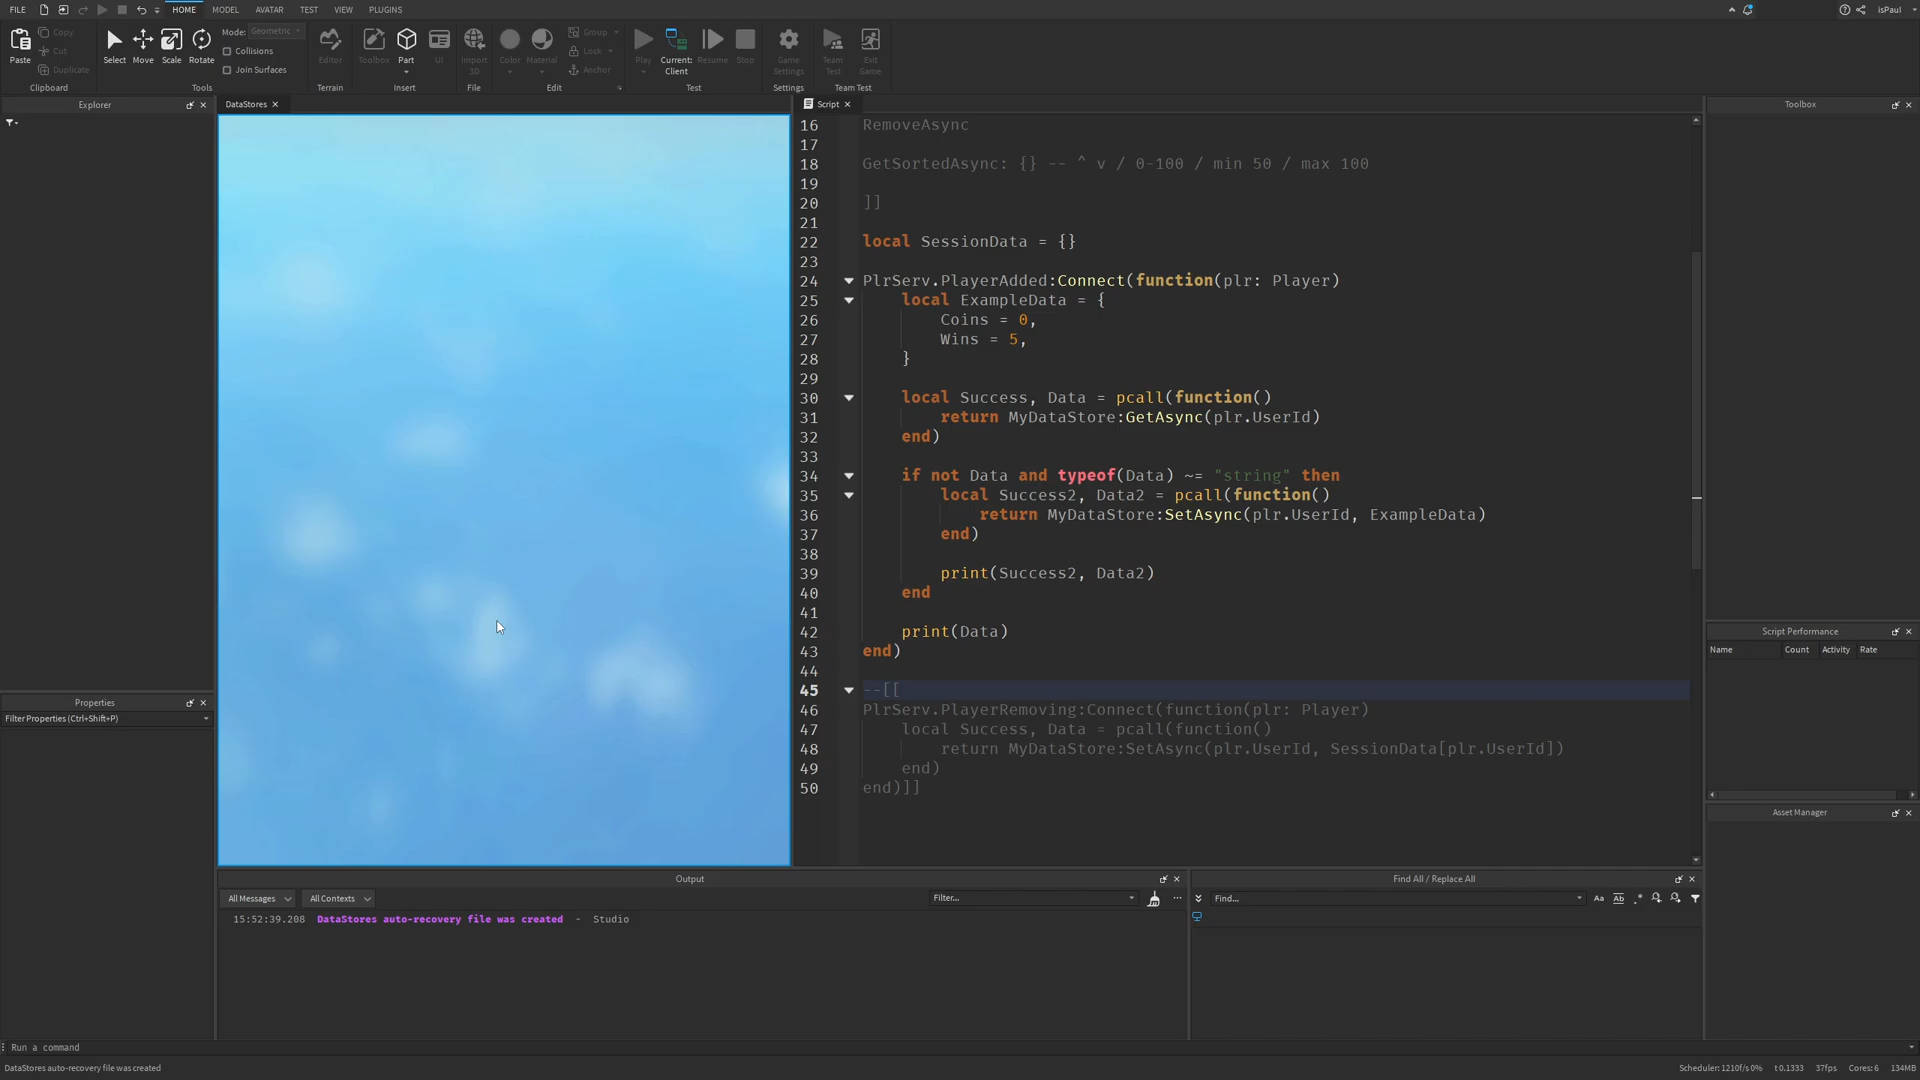 FILE HOME MODEL AVATAR TEST VIEW PLUGINS isPaul
Paste Copy Cut Duplicate Clipboard
Select Move Scale Rotate Mode: Geometric Collisions Join Surfaces Tools
Editor Terrain
Toolbox Part UI Insert
Import 3D File
Color Material Group Lock Anchor Edit
Play Current: Client Resume Stop Test
Game Settings Settings
Team Test Exit Game Team Test
Explorer
DataStores
Script
Toolbox
16 RemoveAsync
17
18 GetSortedAsync: {} -- ^ v / 0-100 / min 50 / max 100
19
20 ]]
21
22 local SessionData = {}
23
24 PlrServ.PlayerAdded:Connect(function(plr: Player)
25 local ExampleData = {
26 Coins = 0,
27 Wins = 5,
28 }
29
30 local Success, Data = pcall(function()
31 return MyDataStore:GetAsync(plr.UserId)
32 end)
33
34 if not Data and typeof(Data) ~= "string" then
35 local Success2, Data2 = pcall(function()
36 return MyDataStore:SetAsync(plr.UserId, ExampleData)
37 end)
38
39 print(Success2, Data2)
40 end
41
42 print(Data)
43 end)
44
45 --[[
46 PlrServ.PlayerRemoving:Connect(function(plr: Player)
47 local Success, Data = pcall(function()
48 return MyDataStore:SetAsync(plr.UserId, SessionData[plr.UserId])
49 end)
50 end)]]
Script Performance
Name Count Activity Rate
Asset Manager
Properties
Filter Properties (Ctrl+Shift+P)
Output
All Messages All Contexts Filter...
15:52:39.208 DataStores auto-recovery file was created - Studio
Find All / Replace All
Find... Aa Ab .*
Run a command
DataStores auto-recovery file was created
Scheduler: 1210f/s 0% t 0.1333 37fps Cores: 6 134MB